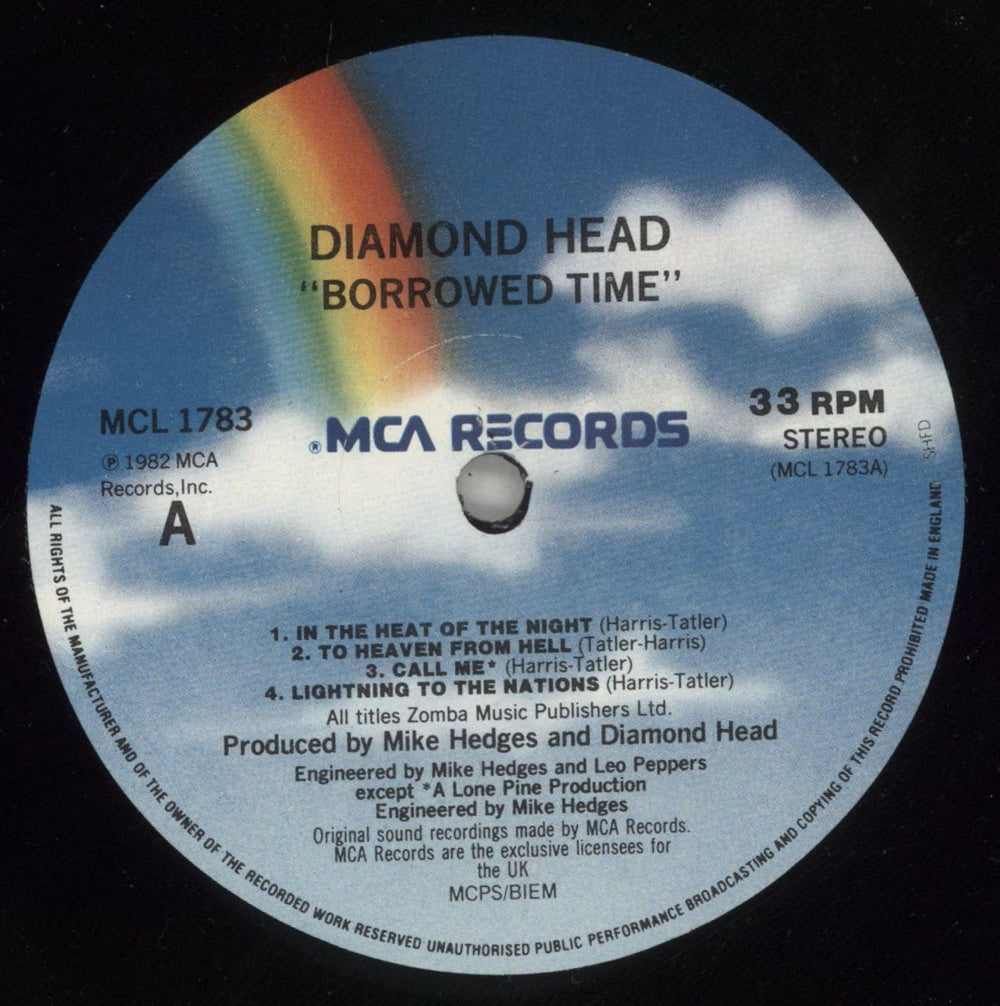 DIAMOND HEAD
“BORROWED TIME”
MCL 1783
℗ 1982 MCA
Records,Inc.
A
® MCA RECORDS
33 RPM
STEREO
(MCL 1783A)
SHED
1. IN THE HEAT OF THE NIGHT (Harris-Tatler)
2. TO HEAVEN FROM HELL (Tatler-Harris)
3. CALL ME* (Harris-Tatler)
4. LIGHTNING TO THE NATIONS (Harris-Tatler)
All titles Zomba Music Publishers Ltd.
Produced by Mike Hedges and Diamond Head
Engineered by Mike Hedges and Leo Peppers
except *A Lone Pine Production
Engineered by Mike Hedges
Original sound recordings made by MCA Records.
MCA Records are the exclusive licensees for
the UK
MCPS/BIEM
ALL RIGHTS OF THE MANUFACTURER AND OF THE OWNER OF THE RECORDED WORK RESERVED UNAUTHORISED PUBLIC PERFORMANCE BROADCASTING AND COPYING OF THIS RECORD PROHIBITED MADE IN ENGLAND